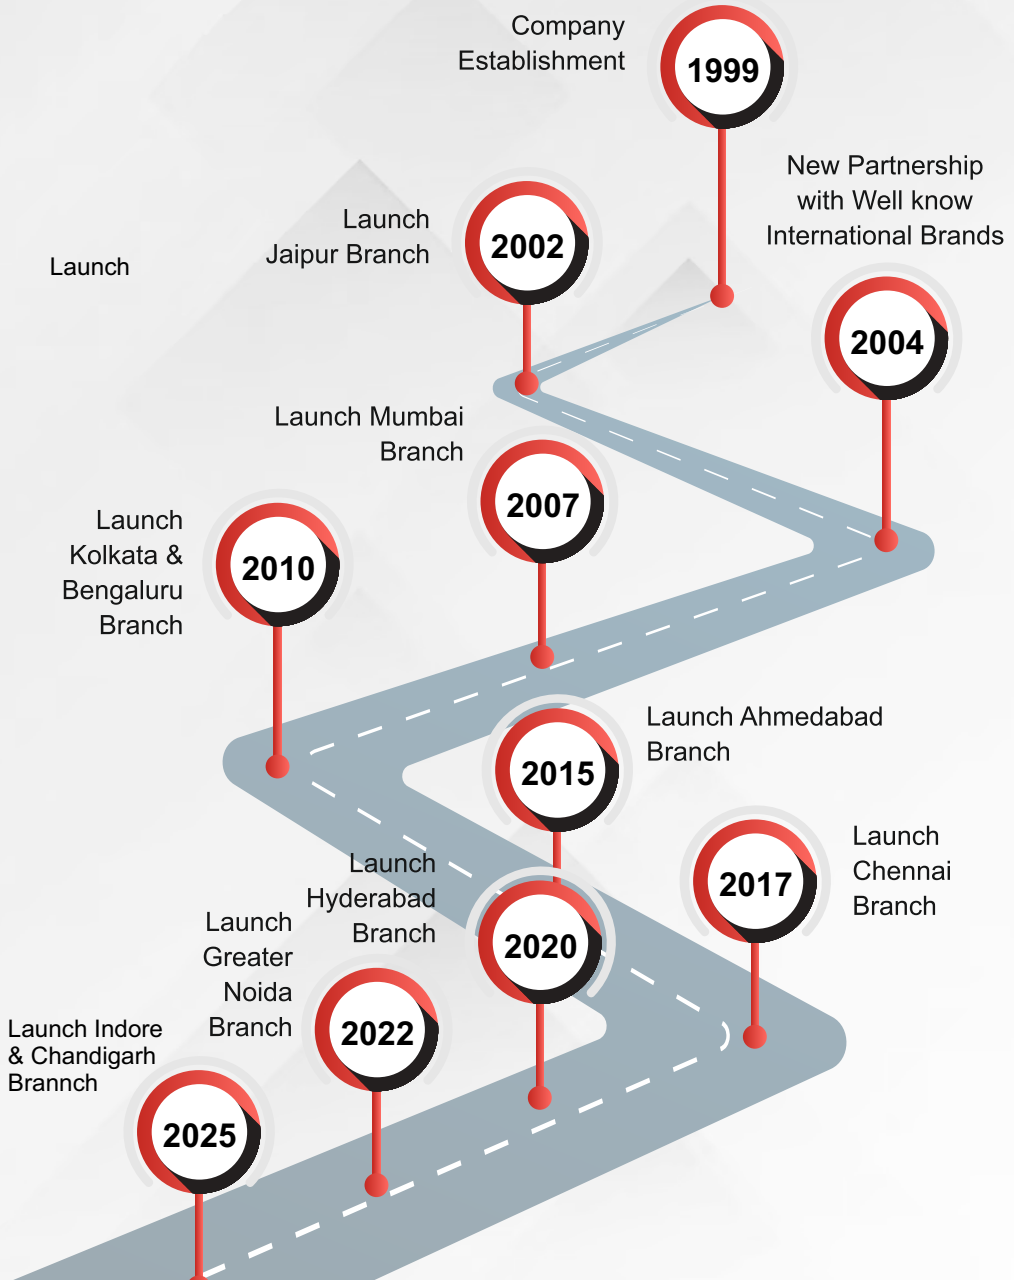 Company
Establishment
1999
New Partnership
with Well know
International Brands
2004
Launch
Jaipur Branch
2002
Launch
Launch Mumbai
Branch
2007
Launch
Kolkata &
Bengaluru
Branch
2010
Launch Ahmedabad
Branch
2015
Launch
Chennai
Branch
2017
Launch
Hyderabad
Branch
2020
Launch
Greater
Noida
Branch
2022
Launch Indore
& Chandigarh
Brannch
2025